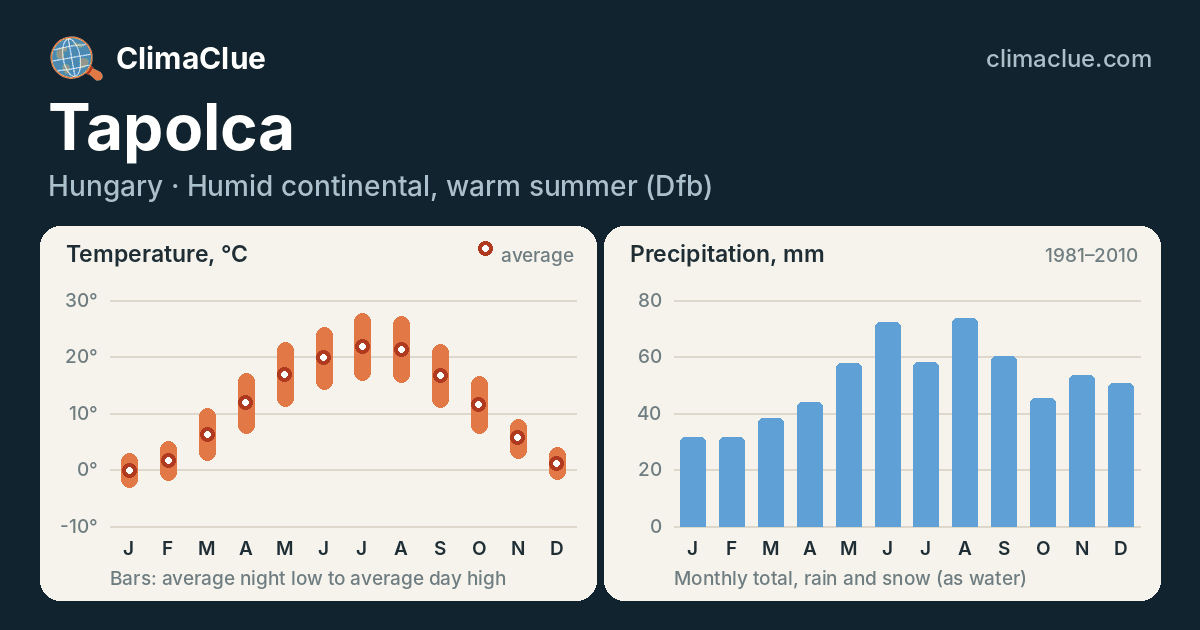 ClimaClue
climaclue.com
Tapolca
Hungary · Humid continental, warm summer (Dfb)
Temperature, °C
average
30°
20°
10°
0°
-10°
J F M A M J J A S O N D
Bars: average night low to average day high
Precipitation, mm
1981–2010
80
60
40
20
0
J F M A M J J A S O N D
Monthly total, rain and snow (as water)